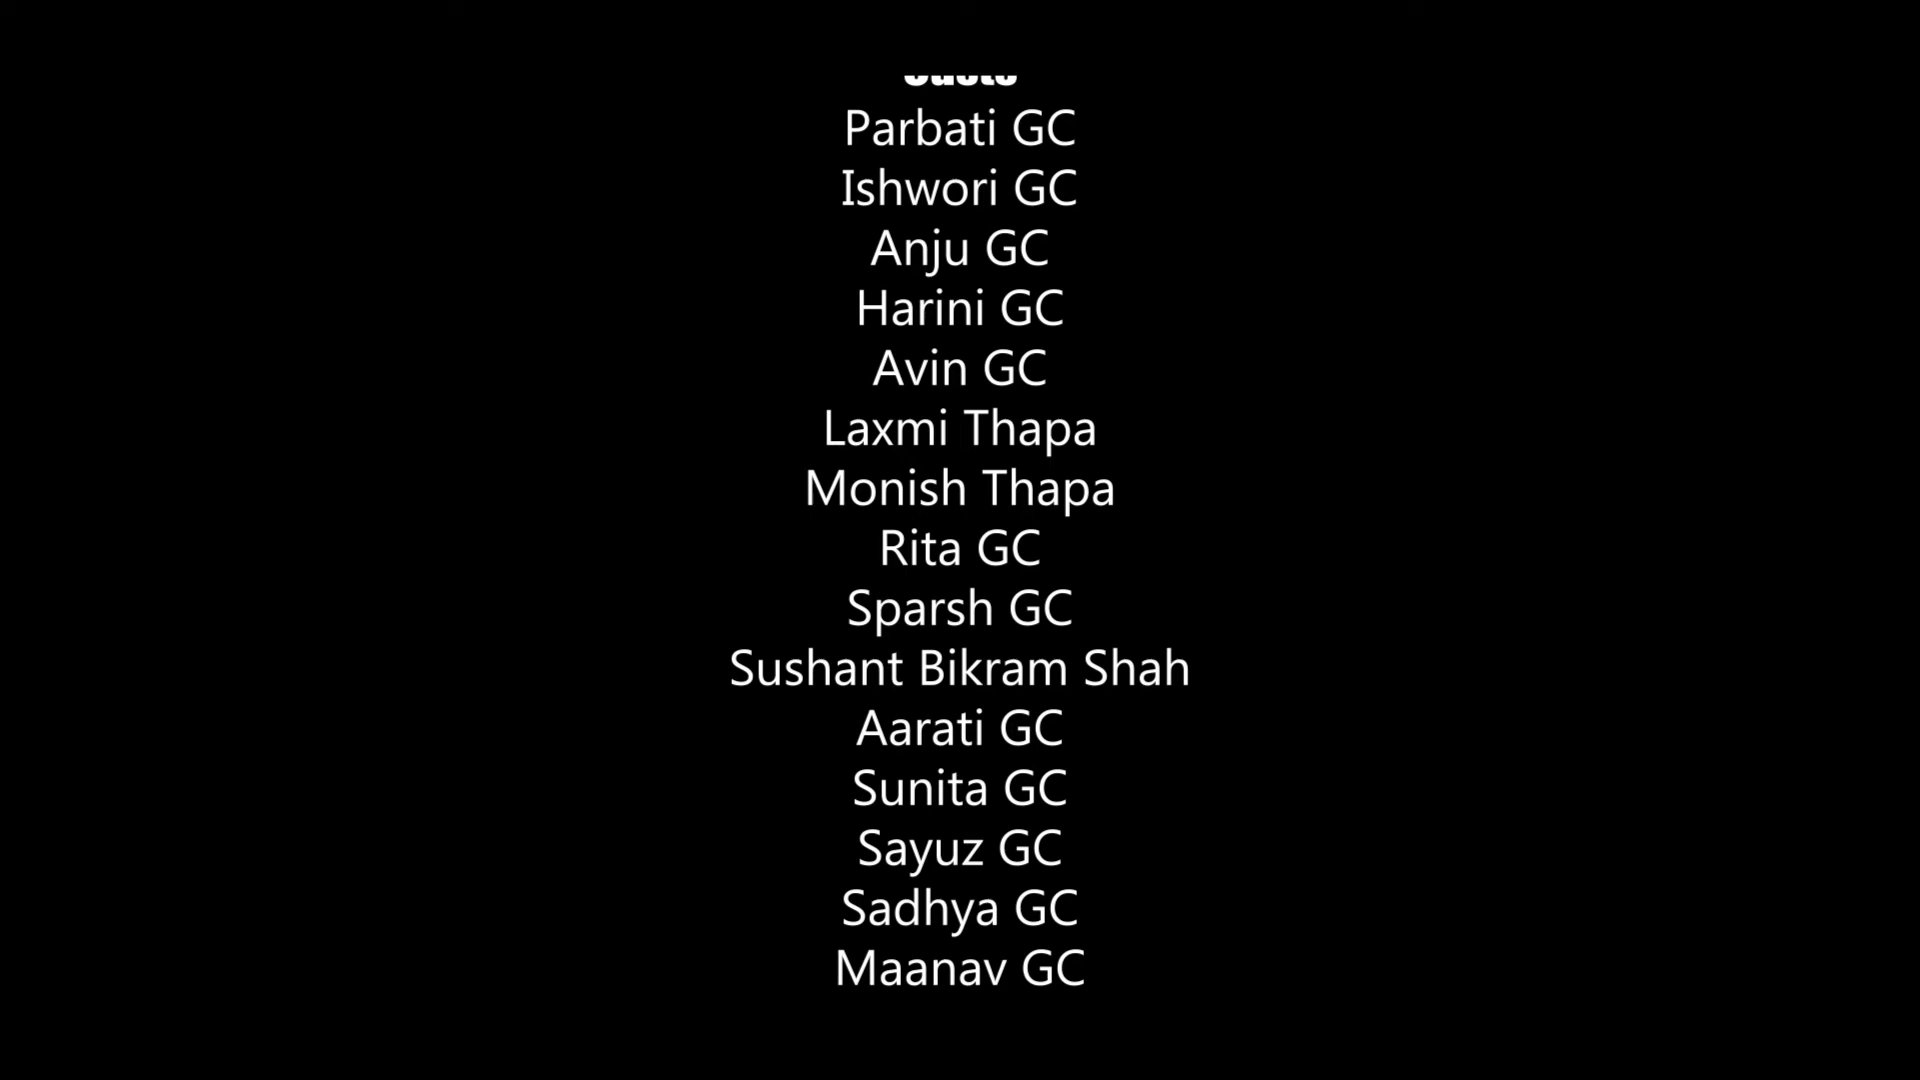 Parbati GC
Ishwori GC
Anju GC
Harini GC
Avin GC
Laxmi Thapa
Monish Thapa
Rita GC
Sparsh GC
Sushant Bikram Shah
Aarati GC
Sunita GC
Sayuz GC
Sadhya GC
Maanav GC